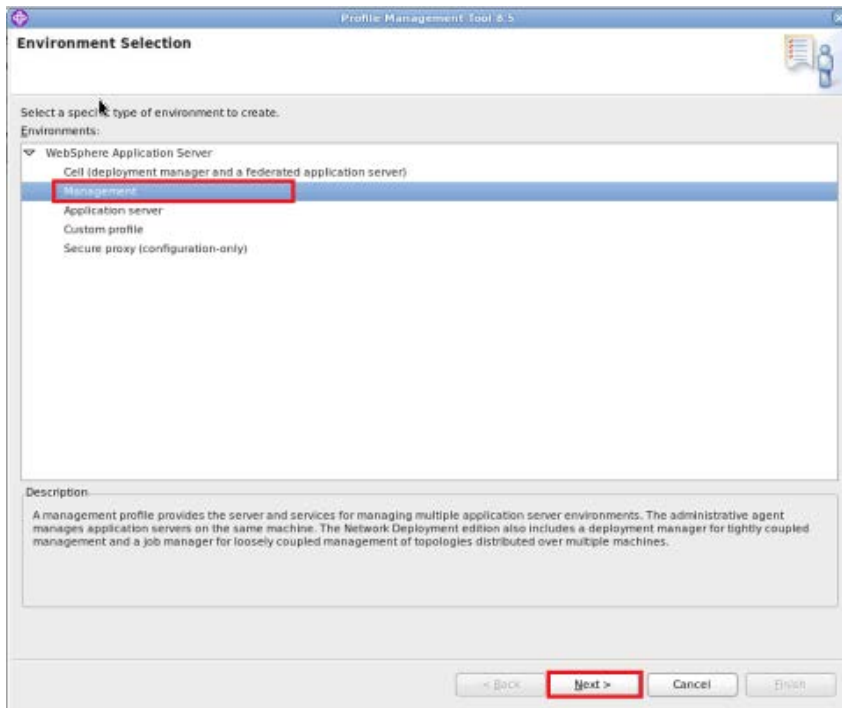 Profile Management Tool 8.5
Environment Selection
Select a specific type of environment to create.
Environments:
WebSphere Application Server
Cell (deployment manager and a federated application server)
Management
Application server
Custom profile
Secure proxy (configuration-only)
Description
A management profile provides the server and services for managing multiple application server environments. The administrative agent
manages application servers on the same machine. The Network Deployment edition also includes a deployment manager for tightly coupled
management and a job manager for loosely coupled management of topologies distributed over multiple machines.
< Back
Next >
Cancel
Finish